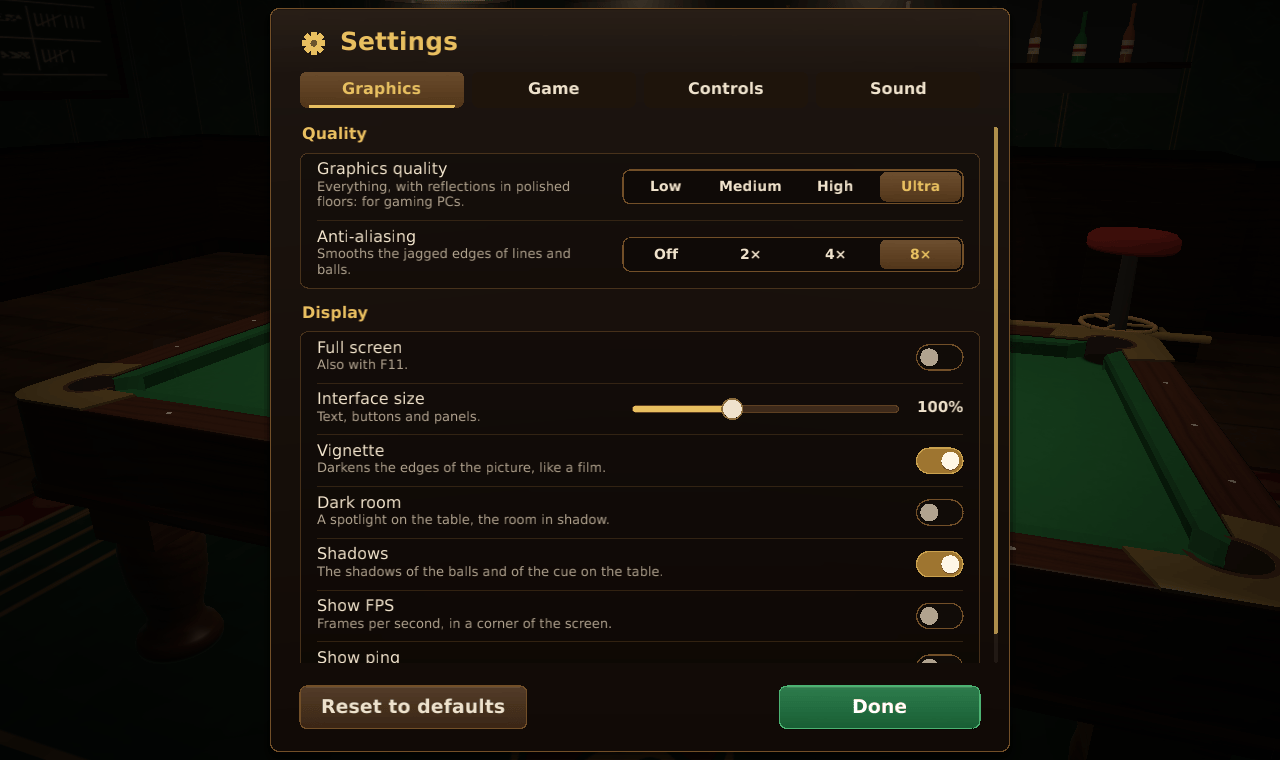 Settings
Graphics
Game
Controls
Sound
Quality
Graphics quality
Everything, with reflections in polished
floors: for gaming PCs.
Low
Medium
High
Ultra
Anti-aliasing
Smooths the jagged edges of lines and
balls.
Off
2×
4×
8×
Display
Full screen
Also with F11.
Interface size
Text, buttons and panels.
100%
Vignette
Darkens the edges of the picture, like a film.
Dark room
A spotlight on the table, the room in shadow.
Shadows
The shadows of the balls and of the cue on the table.
Show FPS
Frames per second, in a corner of the screen.
Show ping
Reset to defaults
Done